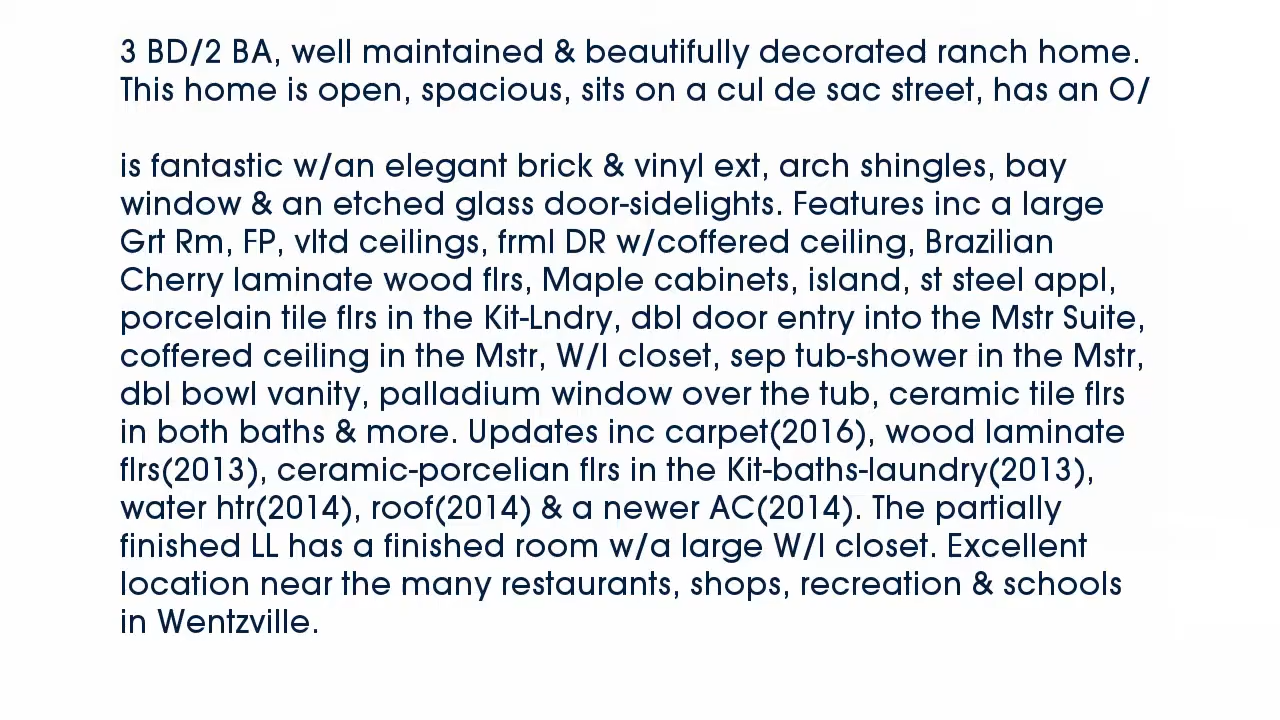 3 BD/2 BA, well maintained & beautifully decorated ranch home.
This home is open, spacious, sits on a cul de sac street, has an O/
is fantastic w/an elegant brick & vinyl ext, arch shingles, bay
window & an etched glass door-sidelights. Features inc a large
Grt Rm, FP, vltd ceilings, frml DR w/coffered ceiling, Brazilian
Cherry laminate wood flrs, Maple cabinets, island, st steel appl,
porcelain tile flrs in the Kit-Lndry, dbl door entry into the Mstr Suite,
coffered ceiling in the Mstr, W/I closet, sep tub-shower in the Mstr,
dbl bowl vanity, palladium window over the tub, ceramic tile flrs
in both baths & more. Updates inc carpet(2016), wood laminate
flrs(2013), ceramic-porcelian flrs in the Kit-baths-laundry(2013),
water htr(2014), roof(2014) & a newer AC(2014). The partially
finished LL has a finished room w/a large W/I closet. Excellent
location near the many restaurants, shops, recreation & schools
in Wentzville.